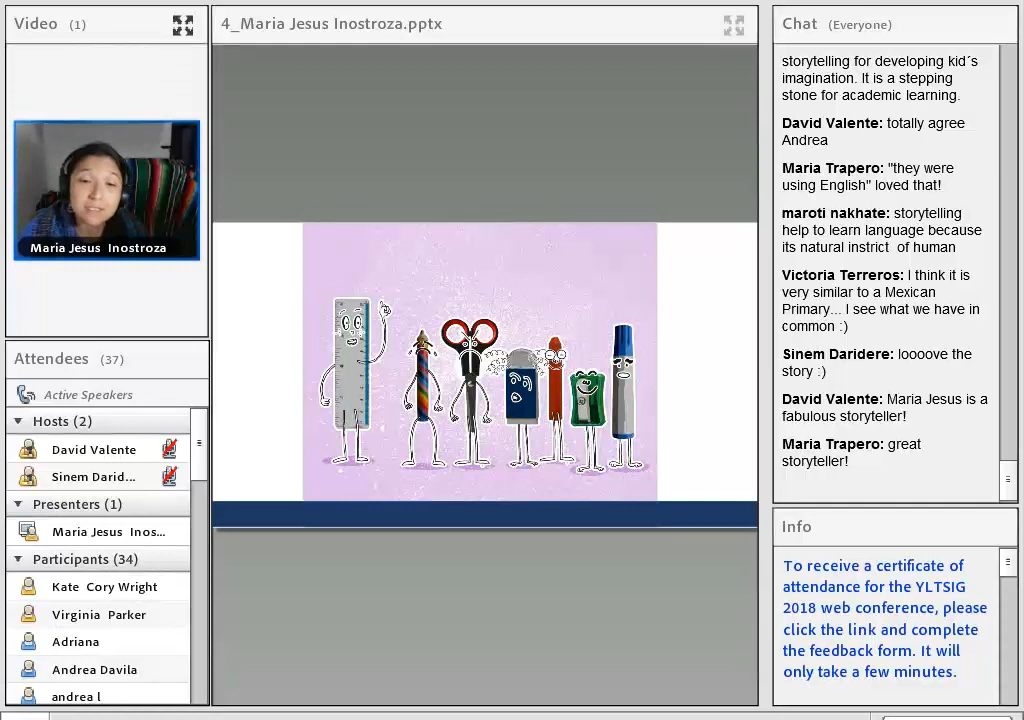 Video (1)
Maria Jesus Inostroza
Attendees (37)
Active Speakers
Hosts (2)
David Valente
Sinem Darid...
Presenters (1)
Maria Jesus Inos...
Participants (34)
Kate Cory Wright
Virginia Parker
Adriana
Andrea Davila
andrea l
4_Maria Jesus Inostroza.pptx
Chat (Everyone)
storytelling for developing kid´s
imagination. It is a stepping
stone for academic learning.
David Valente: totally agree
Andrea
Maria Trapero: "they were
using English" loved that!
maroti nakhate: storytelling
help to learn language because
its natural instrict of human
Victoria Terreros: I think it is
very similar to a Mexican
Primary... I see what we have in
common :)
Sinem Daridere: loooove the
story :)
David Valente: Maria Jesus is a
fabulous storyteller!
Maria Trapero: great
storyteller!
Info
To receive a certificate of
attendance for the YLTSIG
2018 web conference, please
click the link and complete
the feedback form. It will
only take a few minutes.